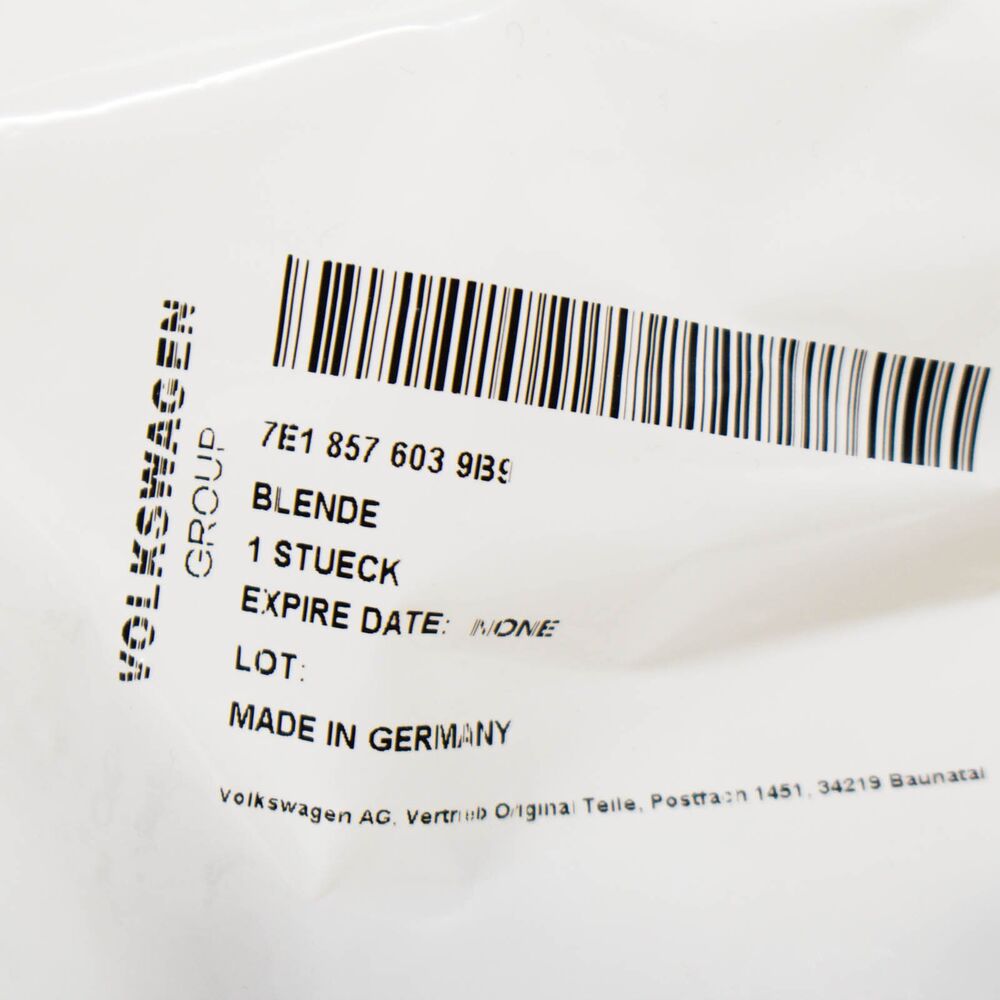 VOLKSWAGEN
GROUP
7E1 857 603 9B9
BLENDE
1 STUECK
EXPIRE DATE: NONE
LOT:
MADE IN GERMANY
Volkswagen AG, Vertrieb Original Teile, Postfach 1451, 34219 Baunatal